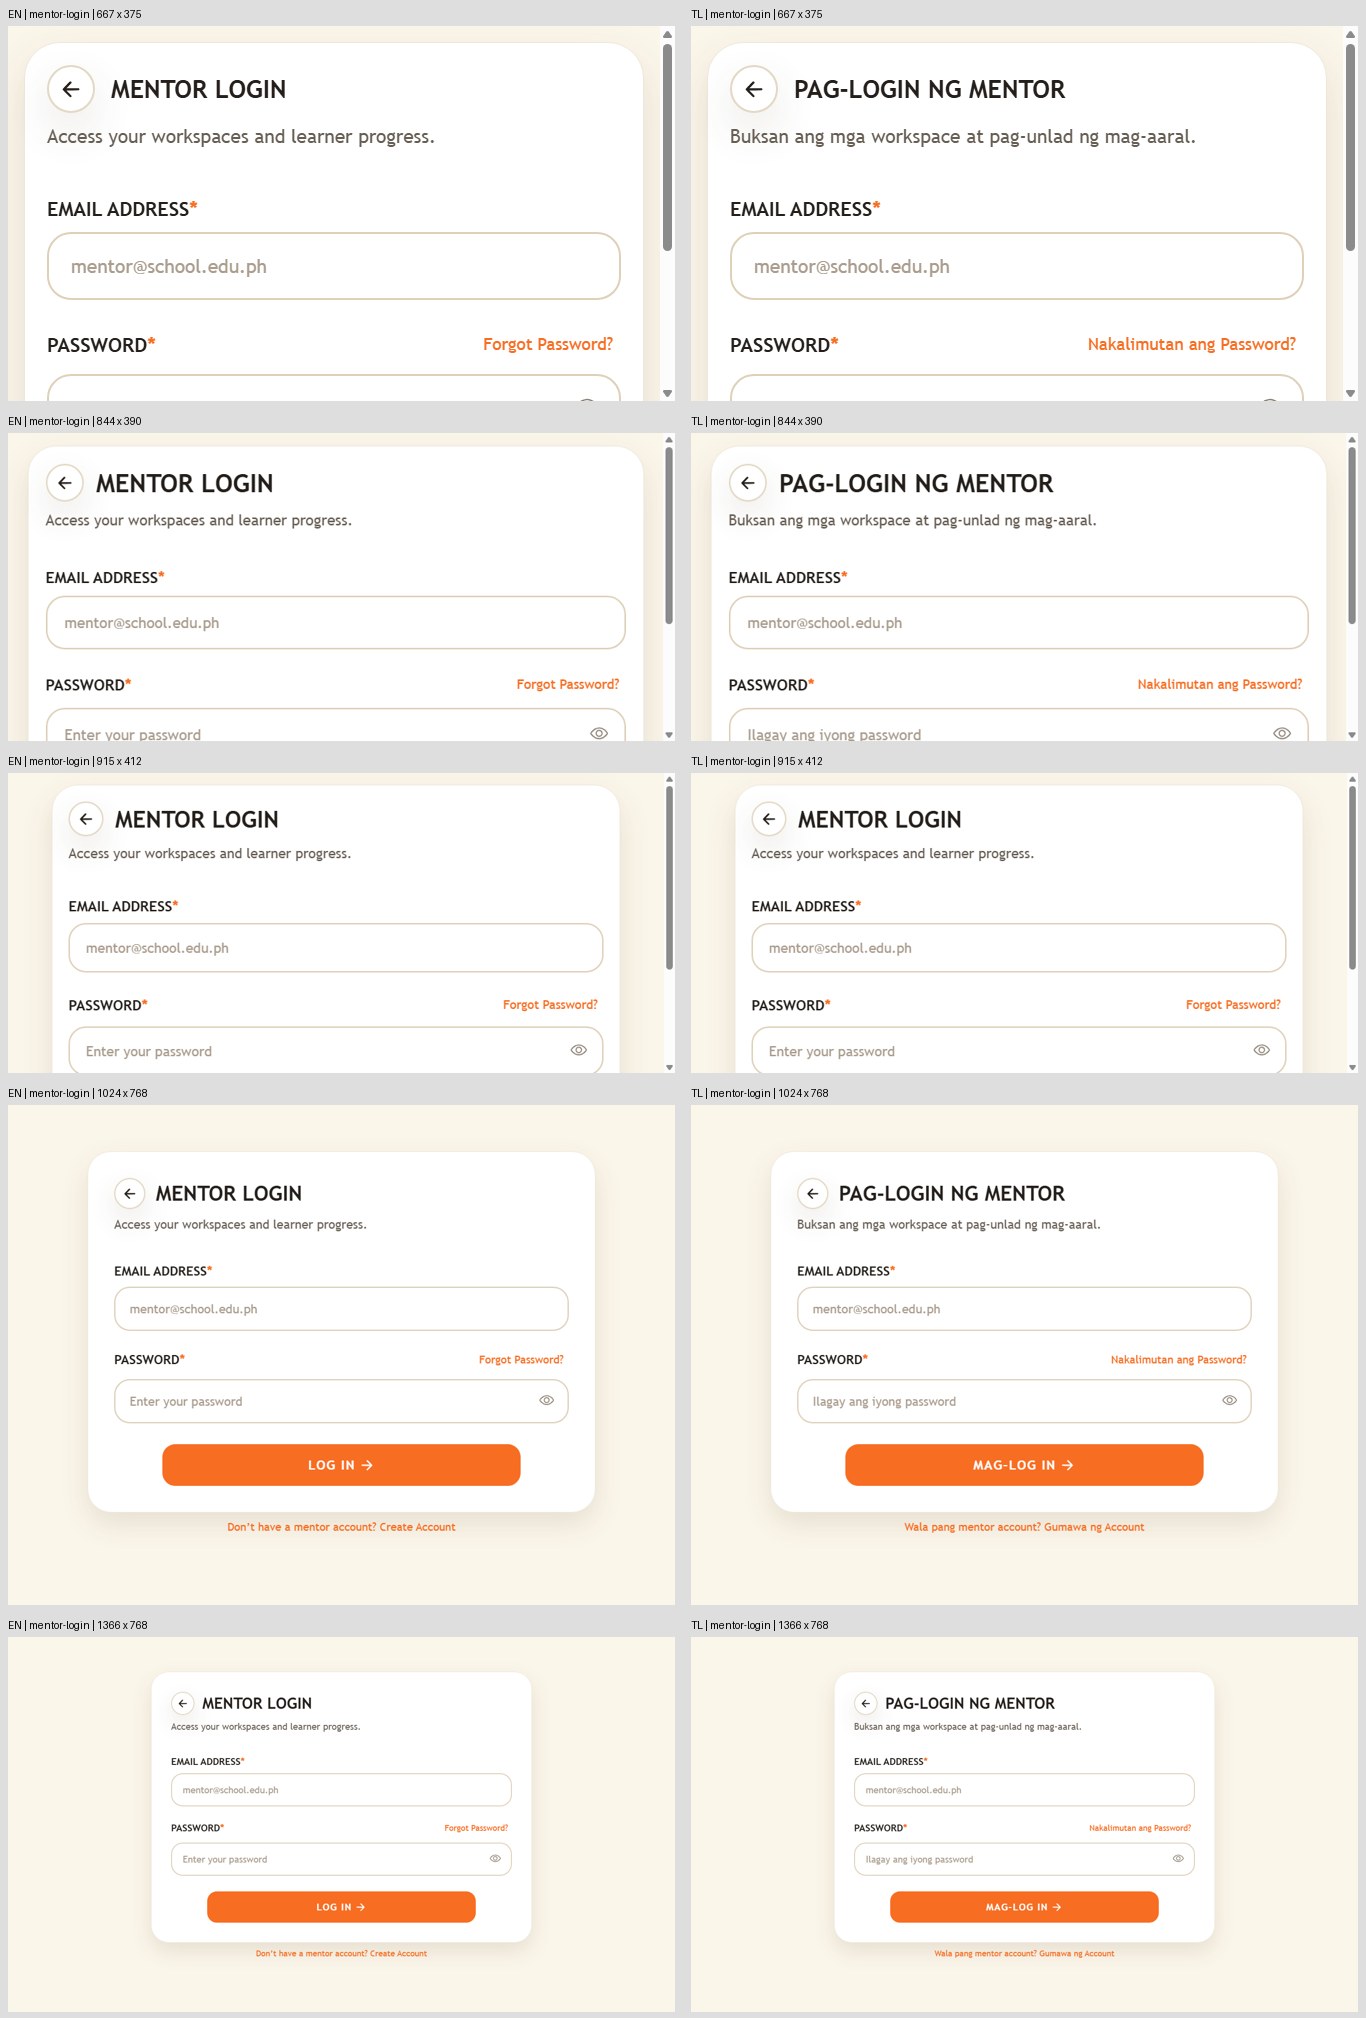 EN | mentor-login | 667 x 375
MENTOR LOGIN
Access your workspaces and learner progress.
EMAIL ADDRESS*
mentor@school.edu.ph
PASSWORD*
Forgot Password?
TL | mentor-login | 667 x 375
PAG-LOGIN NG MENTOR
Buksan ang mga workspace at pag-unlad ng mag-aaral.
EMAIL ADDRESS*
mentor@school.edu.ph
PASSWORD*
Nakalimutan ang Password?
EN | mentor-login | 844 x 390
MENTOR LOGIN
Access your workspaces and learner progress.
EMAIL ADDRESS*
mentor@school.edu.ph
PASSWORD*
Forgot Password?
Enter your password
TL | mentor-login | 844 x 390
PAG-LOGIN NG MENTOR
Buksan ang mga workspace at pag-unlad ng mag-aaral.
EMAIL ADDRESS*
mentor@school.edu.ph
PASSWORD*
Nakalimutan ang Password?
Ilagay ang iyong password
EN | mentor-login | 915 x 412
MENTOR LOGIN
Access your workspaces and learner progress.
EMAIL ADDRESS*
mentor@school.edu.ph
PASSWORD*
Forgot Password?
Enter your password
TL | mentor-login | 915 x 412
MENTOR LOGIN
Access your workspaces and learner progress.
EMAIL ADDRESS*
mentor@school.edu.ph
PASSWORD*
Forgot Password?
Enter your password
EN | mentor-login | 1024 x 768
MENTOR LOGIN
Access your workspaces and learner progress.
EMAIL ADDRESS*
mentor@school.edu.ph
PASSWORD*
Forgot Password?
Enter your password
LOG IN →
Don't have a mentor account? Create Account
TL | mentor-login | 1024 x 768
PAG-LOGIN NG MENTOR
Buksan ang mga workspace at pag-unlad ng mag-aaral.
EMAIL ADDRESS*
mentor@school.edu.ph
PASSWORD*
Nakalimutan ang Password?
Ilagay ang iyong password
MAG-LOG IN →
Wala pang mentor account? Gumawa ng Account
EN | mentor-login | 1366 x 768
MENTOR LOGIN
Access your workspaces and learner progress.
EMAIL ADDRESS*
mentor@school.edu.ph
PASSWORD*
Forgot Password?
Enter your password
LOG IN →
Don't have a mentor account? Create Account
TL | mentor-login | 1366 x 768
PAG-LOGIN NG MENTOR
Buksan ang mga workspace at pag-unlad ng mag-aaral.
EMAIL ADDRESS*
mentor@school.edu.ph
PASSWORD*
Nakalimutan ang Password?
Ilagay ang iyong password
MAG-LOG IN →
Wala pang mentor account? Gumawa ng Account